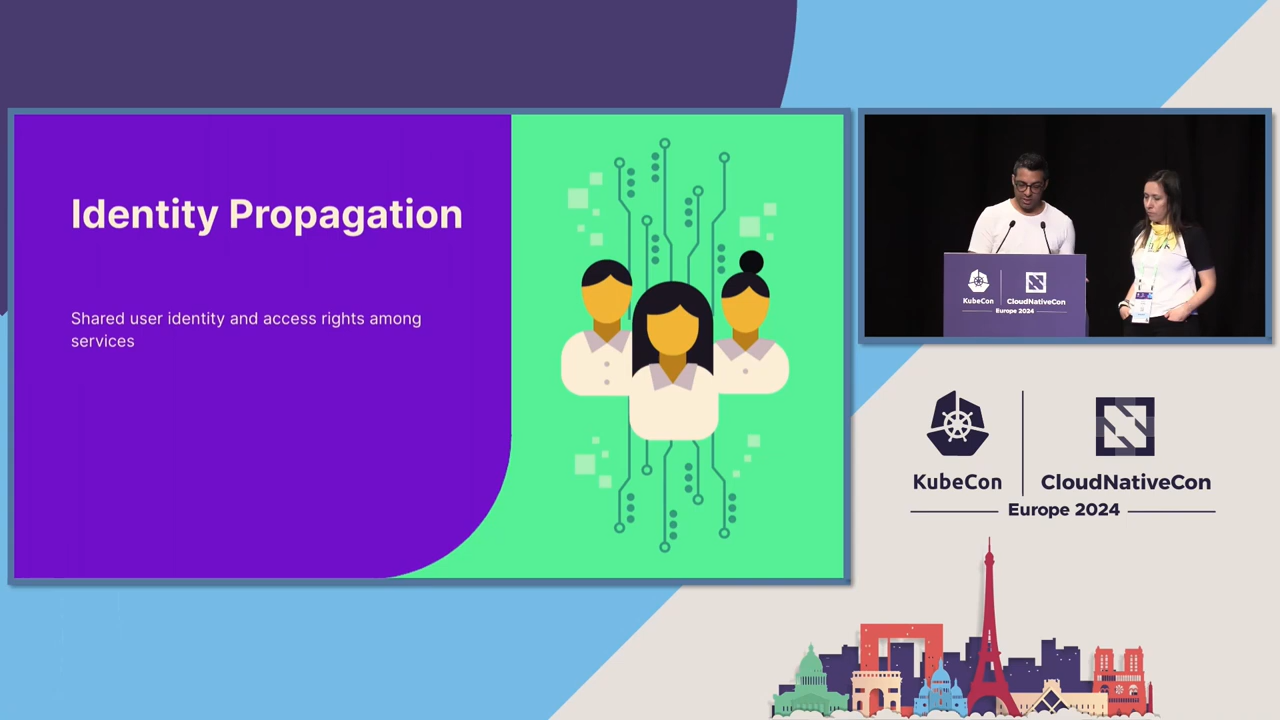 Identity Propagation
Shared user identity and access rights among
services
KubeCon
CloudNativeCon
Europe 2024
KubeCon
CloudNativeCon
Europe 2024